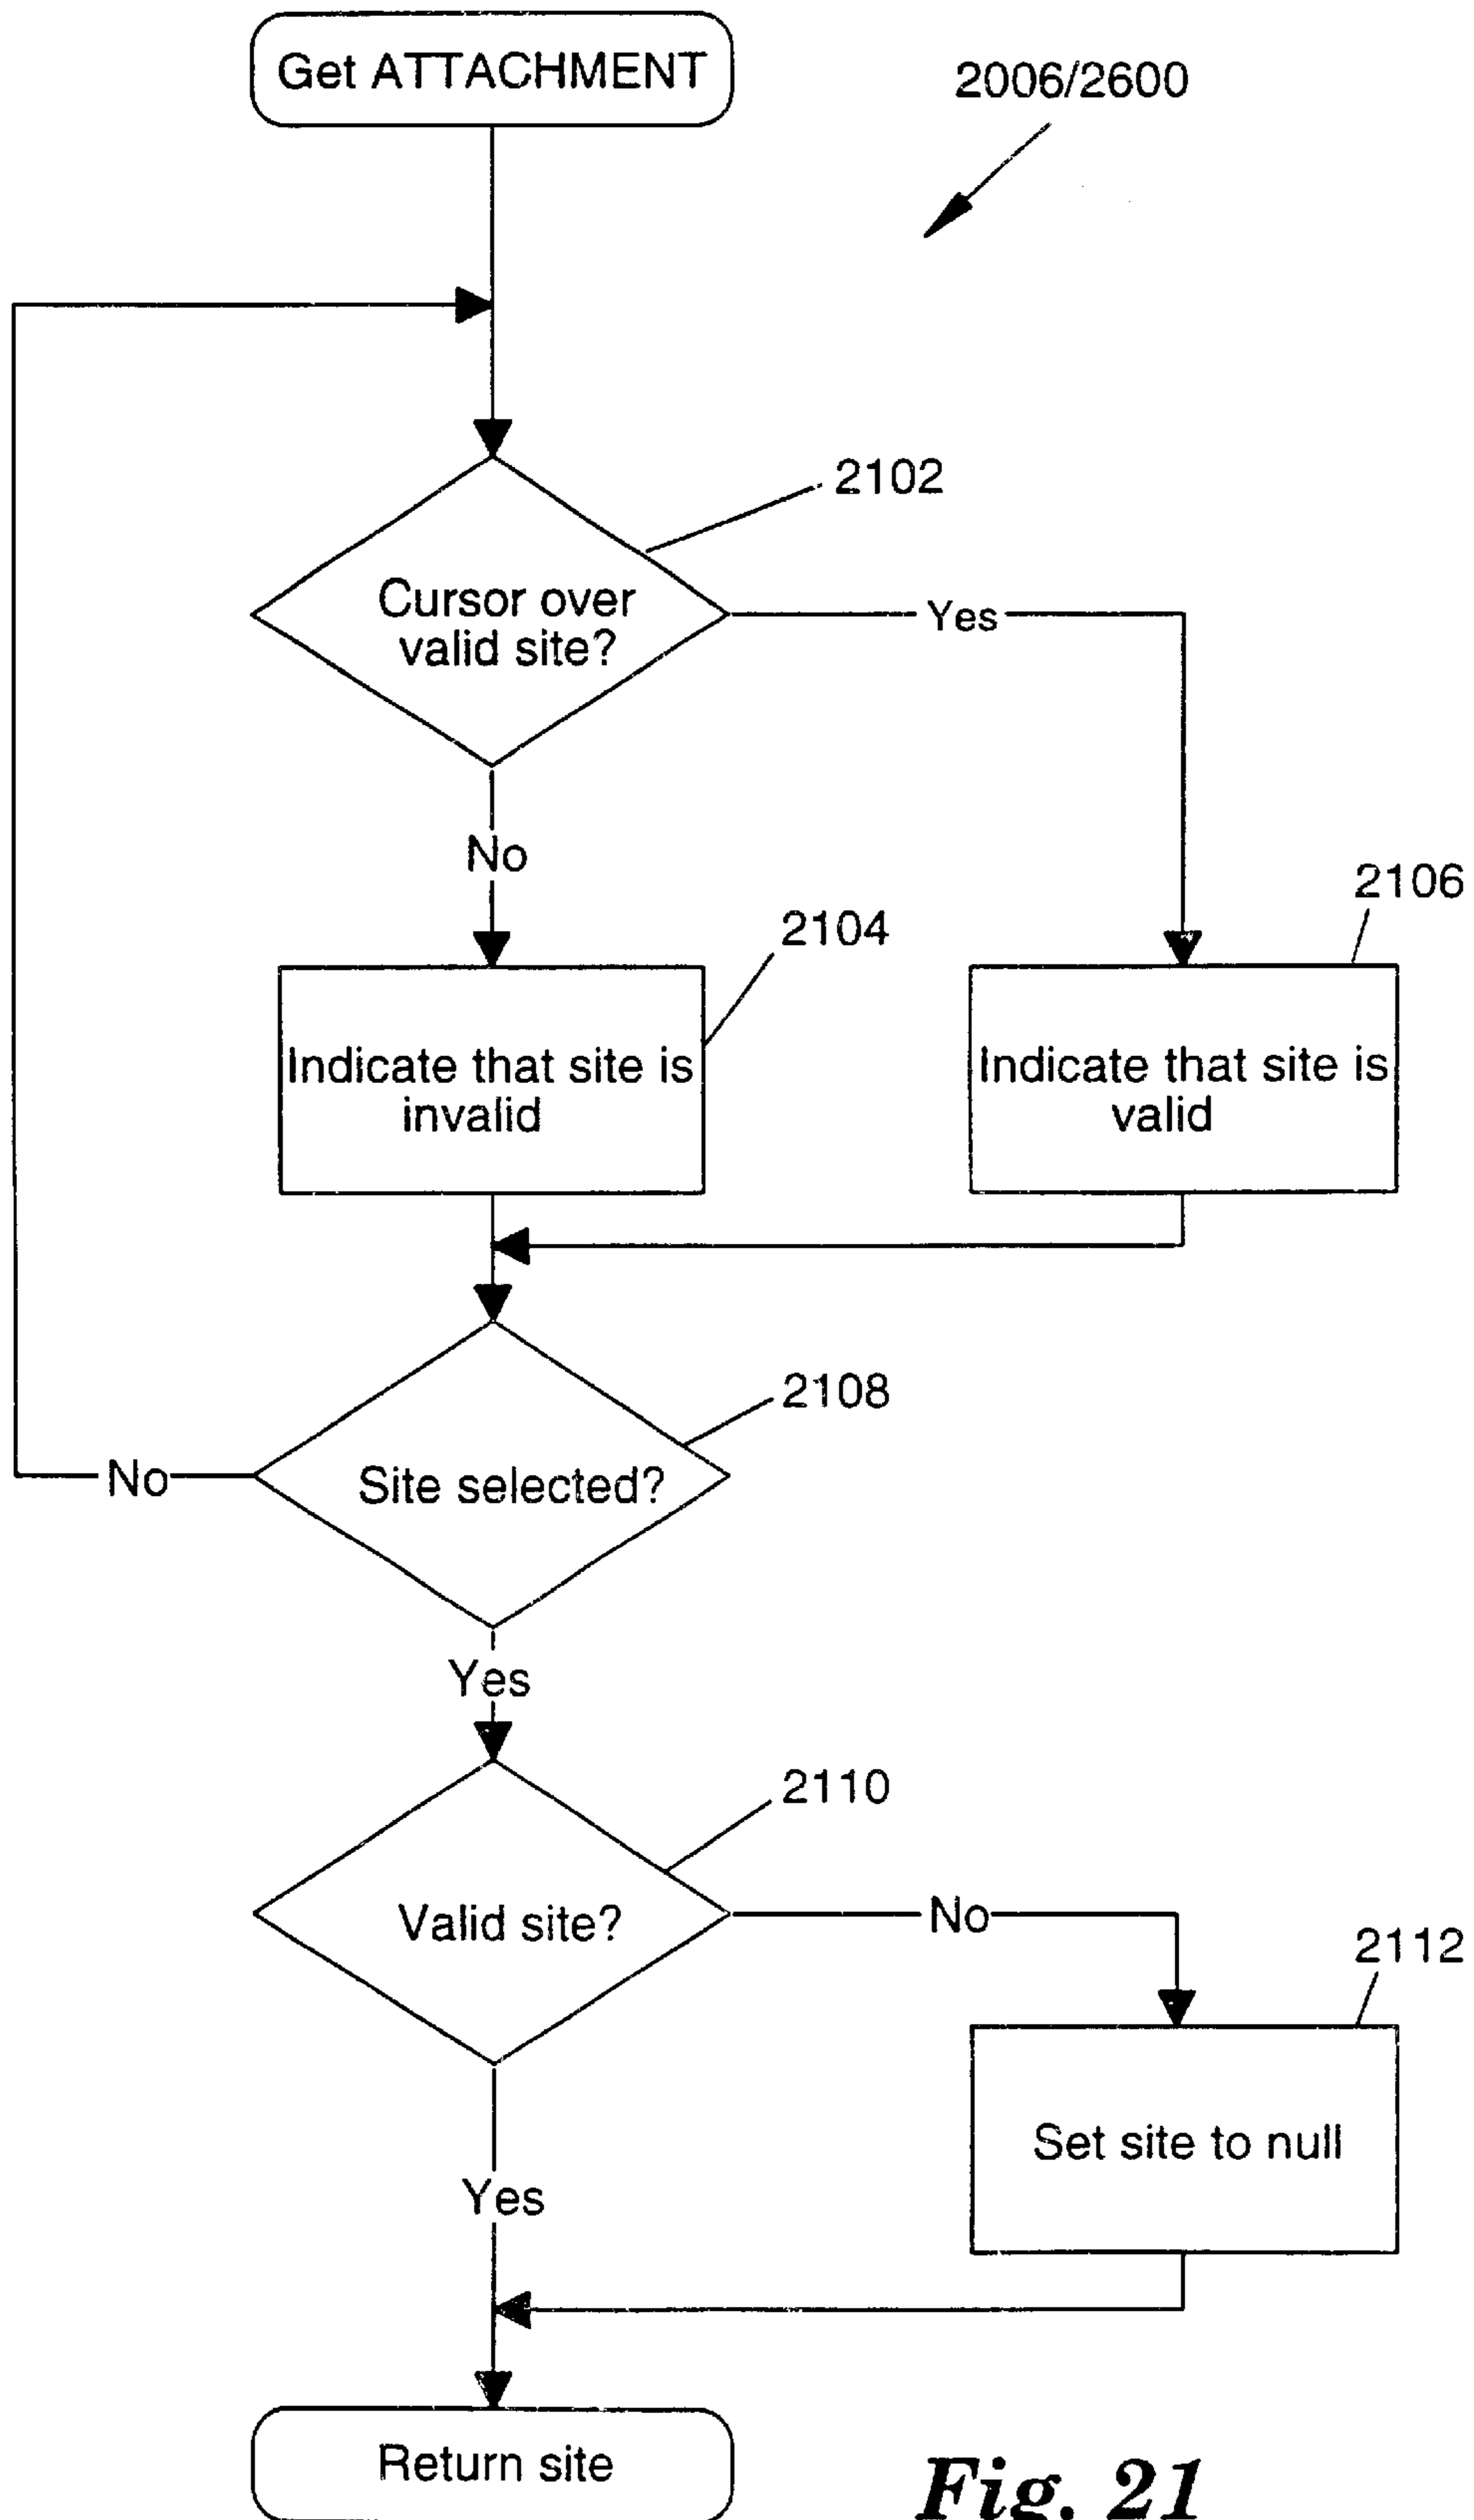 Get ATTACHMENT
2006/2600
2102
Cursor over
valid site?
Yes
No
2106
2104
Indicate that site is
invalid
Indicate that site is
valid
2108
No
Site selected?
Yes
2110
Valid site?
No
2112
Set site to null
Yes
Return site
Fig. 21